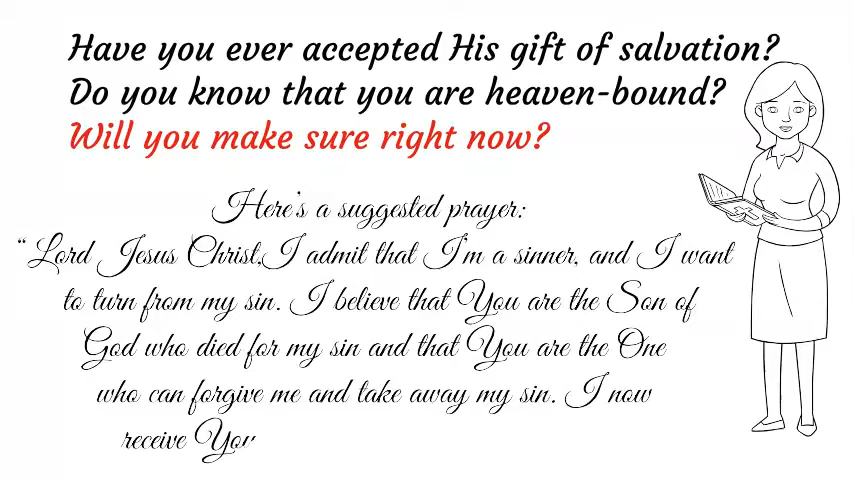 Have you ever accepted His gift of salvation?
Do you know that you are heaven-bound?
Will you make sure right now?
Here's a suggested prayer:
“Lord Jesus Christ,I admit that I'm a sinner, and I want
to turn from my sin. I believe that You are the Son of
God who died for my sin and that You are the One
who can forgive me and take away my sin. I now
receive You